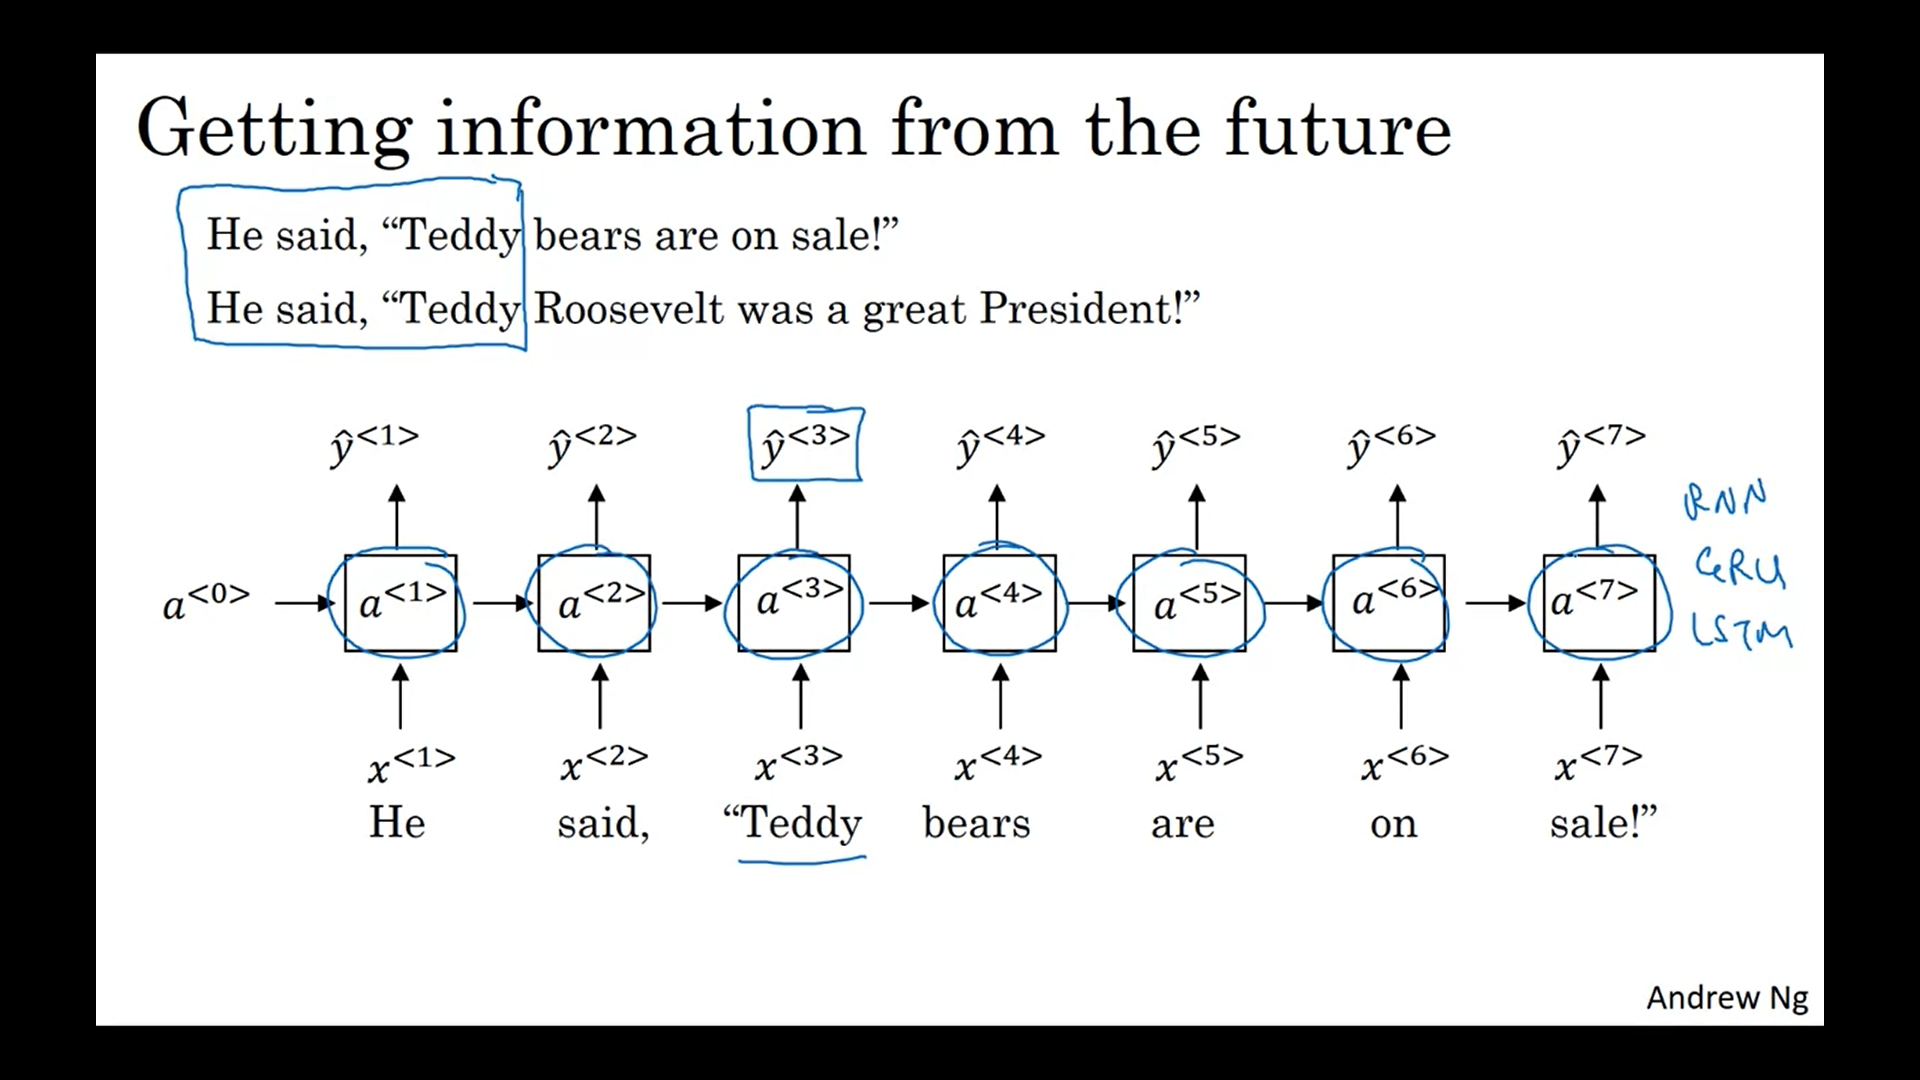 Getting information from the future
He said, “Teddy bears are on sale!”
He said, “Teddy Roosevelt was a great President!”
ŷ<1> ŷ<2> ŷ<3> ŷ<4> ŷ<5> ŷ<6> ŷ<7>
RNN
GRU
LSTM
a<0> a<1> a<2> a<3> a<4> a<5> a<6> a<7>
x<1> x<2> x<3> x<4> x<5> x<6> x<7>
He said, “Teddy bears are on sale!”
Andrew Ng